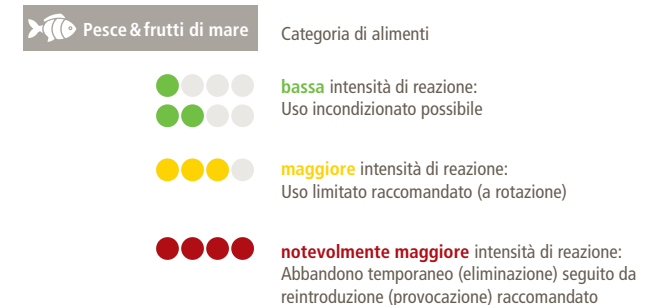 Pesce & frutti di mare
Categoria di alimenti
bassa intensità di reazione:
Uso incondizionato possibile
maggiore intensità di reazione:
Uso limitato raccomandato (a rotazione)
notevolmente maggiore intensità di reazione:
Abbandono temporaneo (eliminazione) seguito da
reintroduzione (provocazione) raccomandato